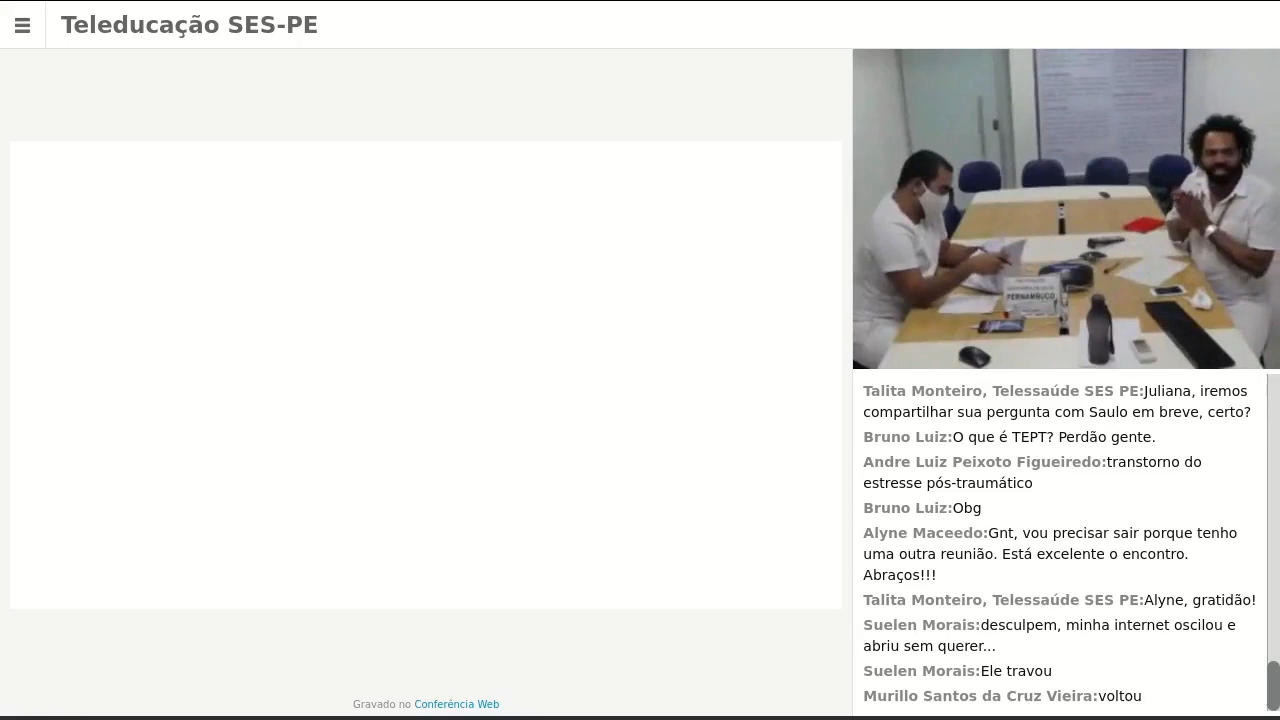 Teleducação SES-PE
PERNAMBUCO
Talita Monteiro, Telessaúde SES PE:Juliana, iremos
compartilhar sua pergunta com Saulo em breve, certo?
Bruno Luiz:O que é TEPT? Perdão gente.
Andre Luiz Peixoto Figueiredo:transtorno do
estresse pós-traumático
Bruno Luiz:Obg
Alyne Maceedo:Gnt, vou precisar sair porque tenho
uma outra reunião. Está excelente o encontro.
Abraços!!!
Talita Monteiro, Telessaúde SES PE:Alyne, gratidão!
Suelen Morais:desculpem, minha internet oscilou e
abriu sem querer...
Suelen Morais:Ele travou
Murillo Santos da Cruz Vieira:voltou
Gravado no Conferência Web